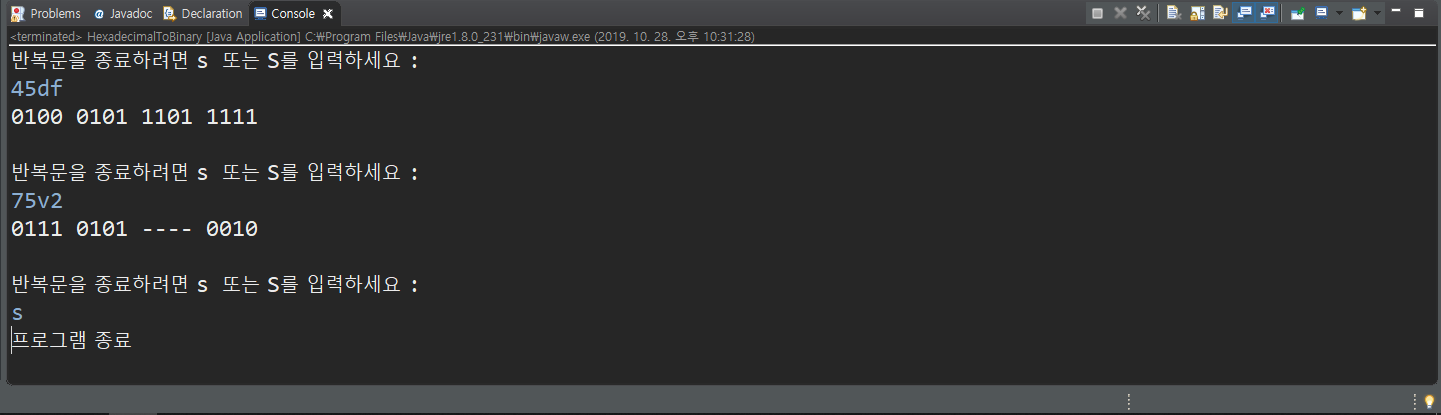 Problems @ Javadoc Declaration Console
<terminated> HexadecimalToBinary [Java Application] C:₩Program Files₩Java₩jre1.8.0_231₩bin₩javaw.exe (2019. 10. 28. 오후 10:31:28)
반복문을 종료하려면 s 또는 S를 입력하세요 :
45df
0100 0101 1101 1111
반복문을 종료하려면 s 또는 S를 입력하세요 :
75v2
0111 0101 ---- 0010
반복문을 종료하려면 s 또는 S를 입력하세요 :
s
프로그램 종료